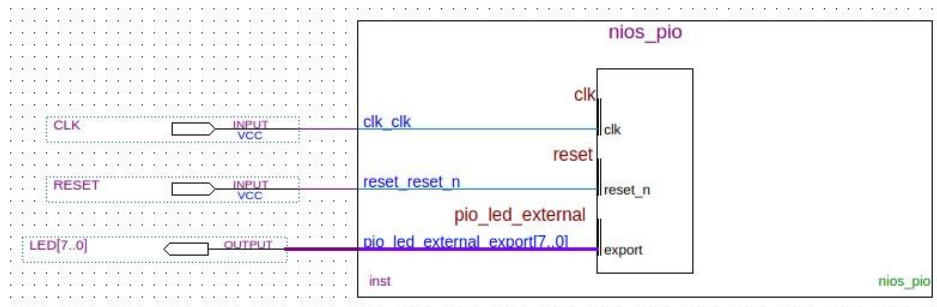 nios_pio
clk
CLK INPUT clk_clk
VCC clk
reset
RESET INPUT reset_reset_n
VCC reset_n
pio_led_external
LED[7..0] OUTPUT pio_led_external_export[7..0]
export
inst nios_pio